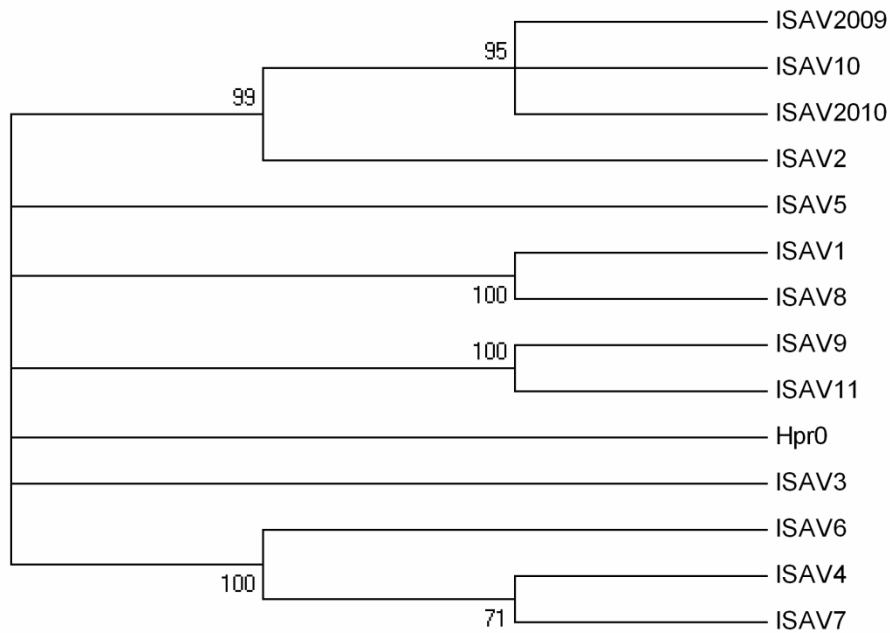 ISAV2009
95
ISAV10
99
ISAV2010
ISAV2
ISAV5
ISAV1
100
ISAV8
100
ISAV9
ISAV11
Hpr0
ISAV3
ISAV6
100
ISAV4
71
ISAV7